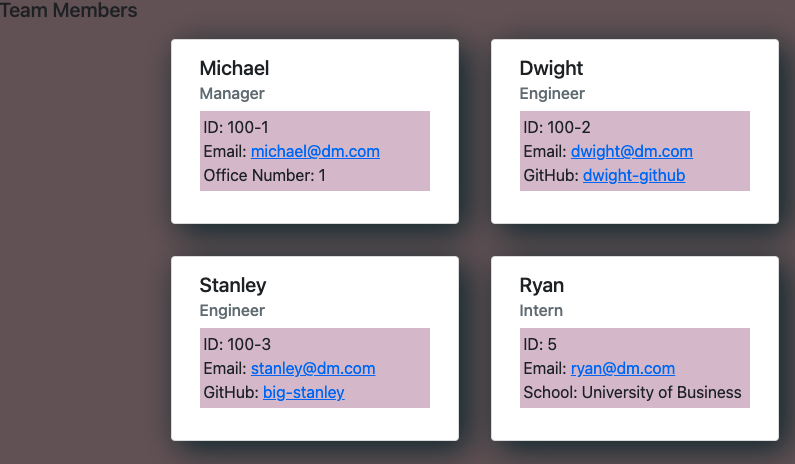 Team Members
Michael
Manager
ID: 100-1
Email: michael@dm.com
Office Number: 1
Dwight
Engineer
ID: 100-2
Email: dwight@dm.com
GitHub: dwight-github
Stanley
Engineer
ID: 100-3
Email: stanley@dm.com
GitHub: big-stanley
Ryan
Intern
ID: 5
Email: ryan@dm.com
School: University of Business